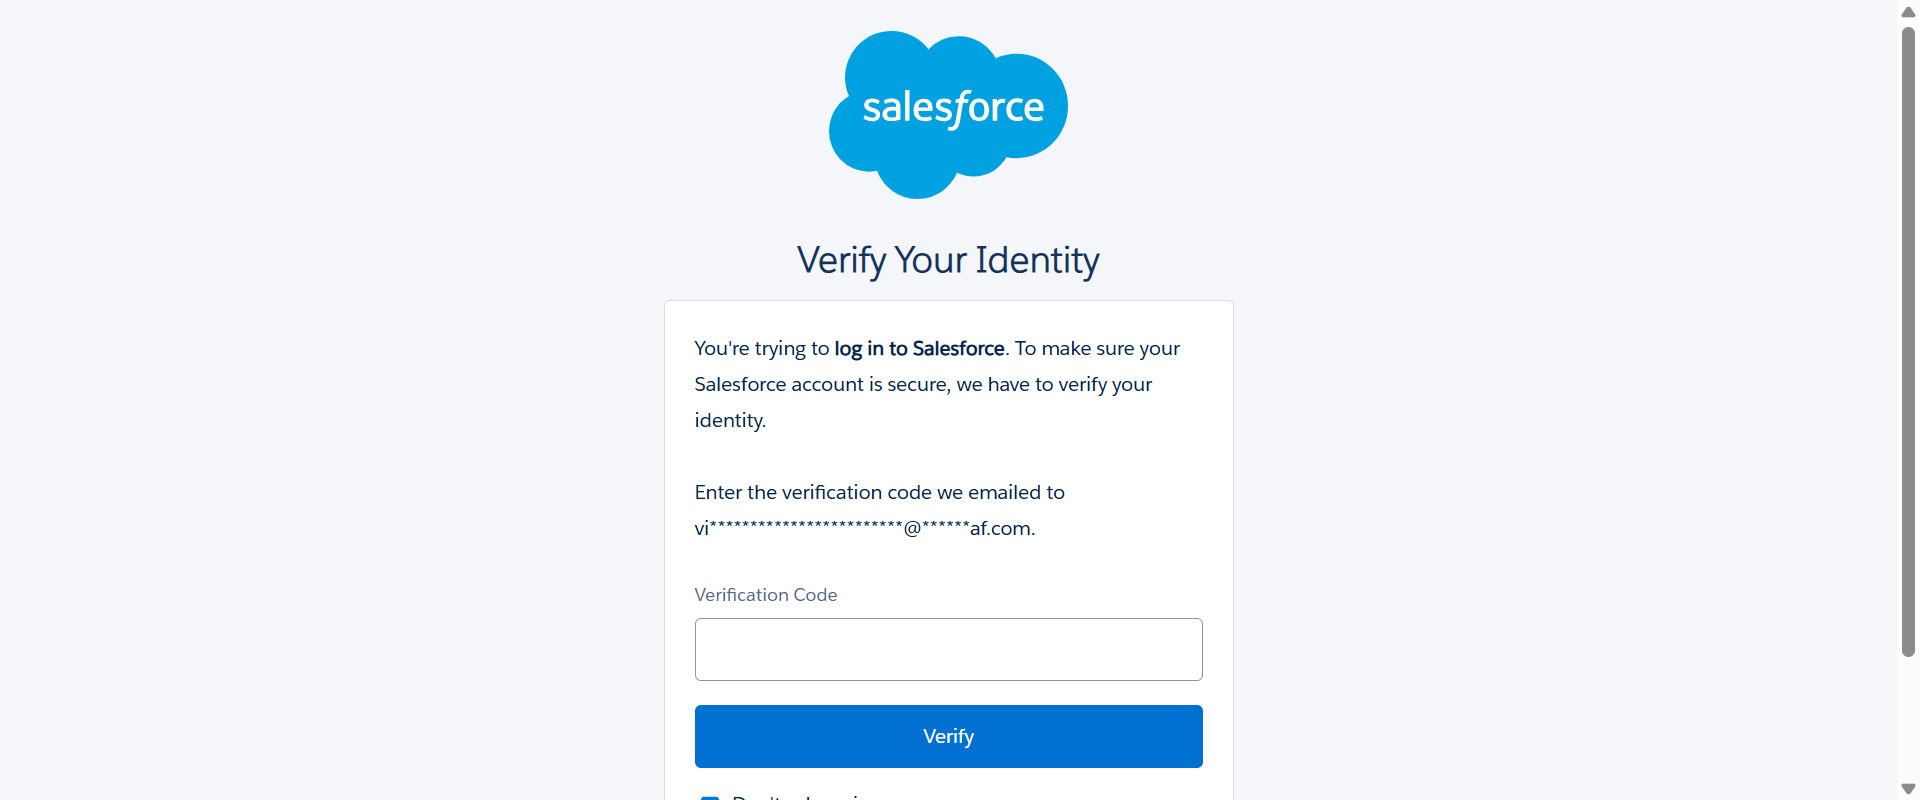 salesforce
Verify Your Identity
You're trying to log in to Salesforce. To make sure your
Salesforce account is secure, we have to verify your
identity.
Enter the verification code we emailed to
vi************************@******af.com.
Verification Code
Verify